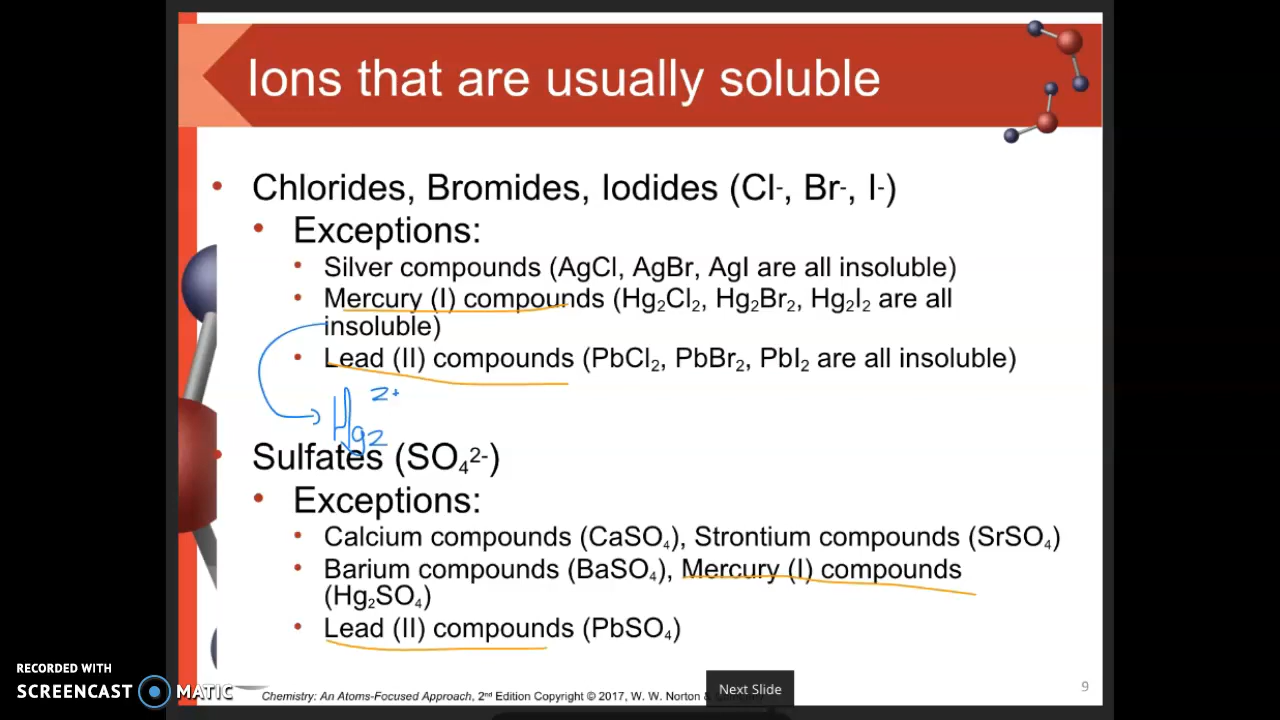 Ions that are usually soluble
• Chlorides, Bromides, Iodides (Cl⁻, Br⁻, I⁻)
• Exceptions:
• Silver compounds (AgCl, AgBr, AgI are all insoluble)
• Mercury (I) compounds (Hg₂Cl₂, Hg₂Br₂, Hg₂I₂ are all
insoluble)
• Lead (II) compounds (PbCl₂, PbBr₂, PbI₂ are all insoluble)
Hg₂²⁺
• Sulfates (SO₄²⁻)
• Exceptions:
• Calcium compounds (CaSO₄), Strontium compounds (SrSO₄)
• Barium compounds (BaSO₄), Mercury (I) compounds
(Hg₂SO₄)
• Lead (II) compounds (PbSO₄)
RECORDED WITH
SCREENCAST MATIC
Chemistry: An Atoms-Focused Approach, 2nd Edition Copyright © 2017, W. W. Norton &
Next Slide
9